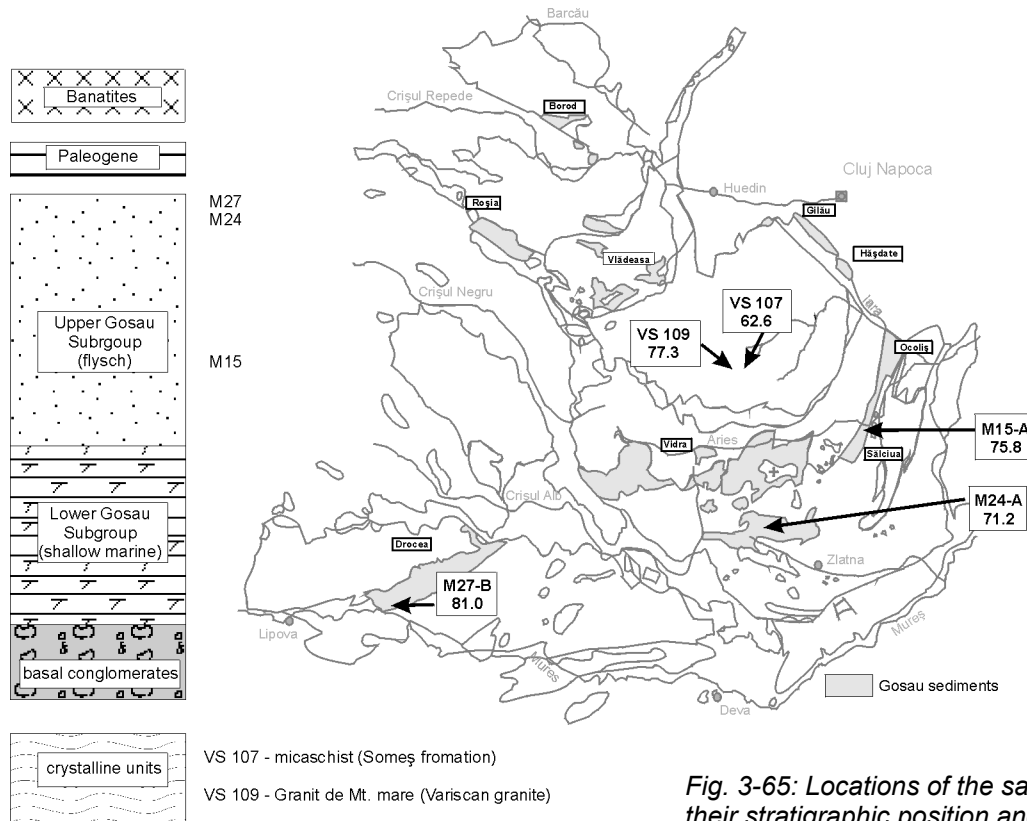 Banatites
Paleogene
M27
M24
Upper Gosau
Subrgoup
(flysch)
M15
Lower Gosau
Subgroup
(shallow marine)
basal conglomerates
crystalline units
VS 107 - micaschist (Someş fromation)
VS 109 - Granit de Mt. mare (Variscan granite)
Barcău
Crişul Repede
Borod
Huedin
Cluj Napoca
Roşia
Gilău
Hăşdate
Vlădeasa
Crişul Negru
Iara
VS 107
62.6
VS 109
77.3
Ocoliş
M15-A
75.8
Vidra
Aries
Sălciua
Crişul Alb
M24-A
71.2
Drocea
Zlatna
M27-B
81.0
Lipova
Mureş
Mureş
Deva
Gosau sediments
Fig. 3-65: Locations of the sa
their stratigraphic position and